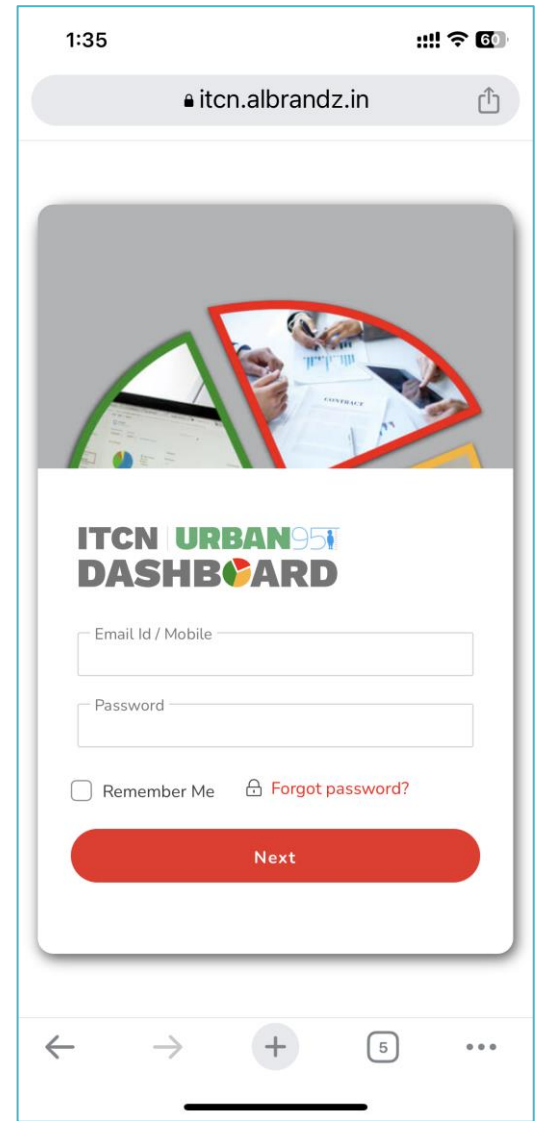 1:35
60
itcn.albrandz.in
CONTRACT
ITCN URBAN95
DASHBOARD
Email Id / Mobile
Password
Remember Me Forgot password?
Next
5